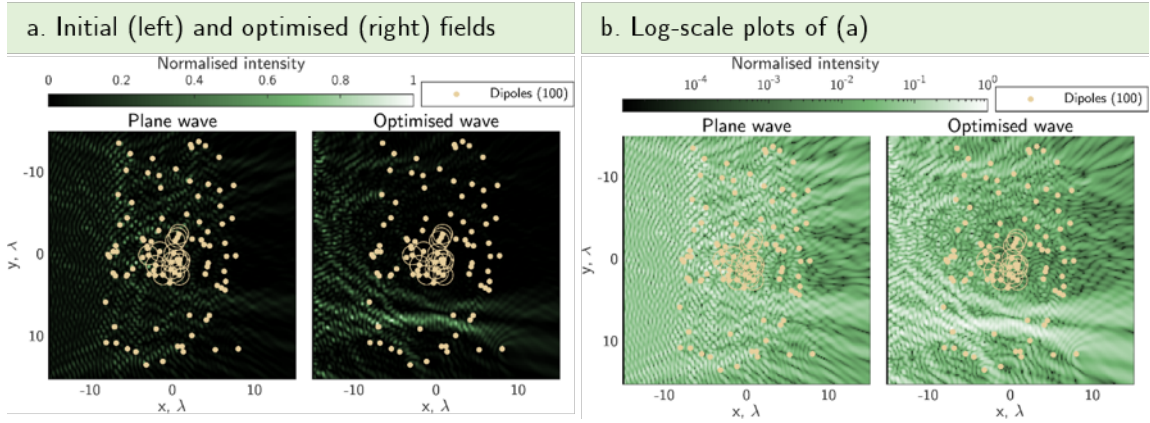 a. Initial (left) and optimised (right) fields
Normalised intensity
0 0.2 0.4 0.6 0.8 1
Dipoles (100)
Plane wave
Optimised wave
-10
0
10
y, λ
-10 0 10
x, λ
-10 0 10
x, λ
b. Log-scale plots of (a)
Normalised intensity
10⁻⁴ 10⁻³ 10⁻² 10⁻¹ 10⁰
Dipoles (100)
Plane wave
Optimised wave
-10
0
10
y, λ
-10 0 10
x, λ
-10 0 10
x, λ